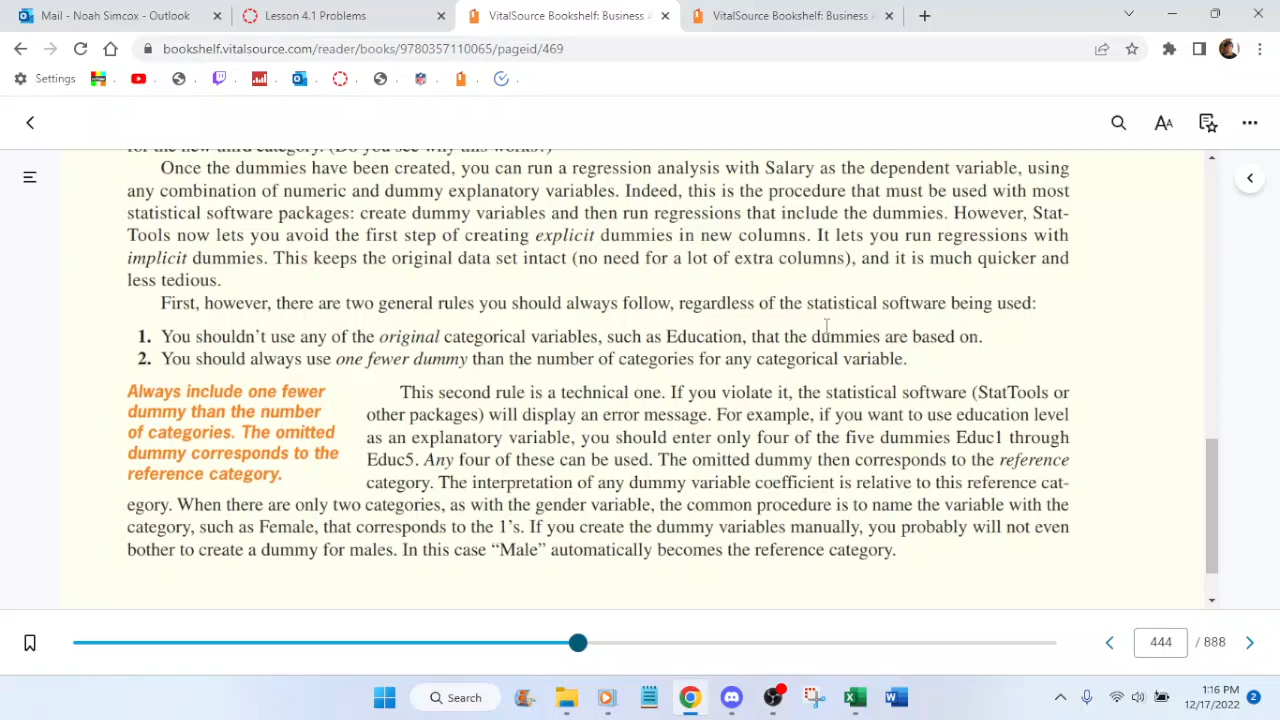 Mail - Noah Simcox - Outlook
Lesson 4.1 Problems
VitalSource Bookshelf: Business A
VitalSource Bookshelf: Business A
bookshelf.vitalsource.com/reader/books/9780357110065/pageid/469
Settings
for the new third category. (Do you see why this works?)
Once the dummies have been created, you can run a regression analysis with Salary as the dependent variable, using
any combination of numeric and dummy explanatory variables. Indeed, this is the procedure that must be used with most
statistical software packages: create dummy variables and then run regressions that include the dummies. However, Stat-
Tools now lets you avoid the first step of creating explicit dummies in new columns. It lets you run regressions with
implicit dummies. This keeps the original data set intact (no need for a lot of extra columns), and it is much quicker and
less tedious.
First, however, there are two general rules you should always follow, regardless of the statistical software being used:
1. You shouldn't use any of the original categorical variables, such as Education, that the dummies are based on.
2. You should always use one fewer dummy than the number of categories for any categorical variable.
Always include one fewer
dummy than the number
of categories. The omitted
dummy corresponds to the
reference category.
This second rule is a technical one. If you violate it, the statistical software (StatTools or
other packages) will display an error message. For example, if you want to use education level
as an explanatory variable, you should enter only four of the five dummies Educ1 through
Educ5. Any four of these can be used. The omitted dummy then corresponds to the reference
category. The interpretation of any dummy variable coefficient is relative to this reference cat-
egory. When there are only two categories, as with the gender variable, the common procedure is to name the variable with the
category, such as Female, that corresponds to the 1's. If you create the dummy variables manually, you probably will not even
bother to create a dummy for males. In this case "Male" automatically becomes the reference category.
444 / 888
Search
1:16 PM
12/17/2022
2